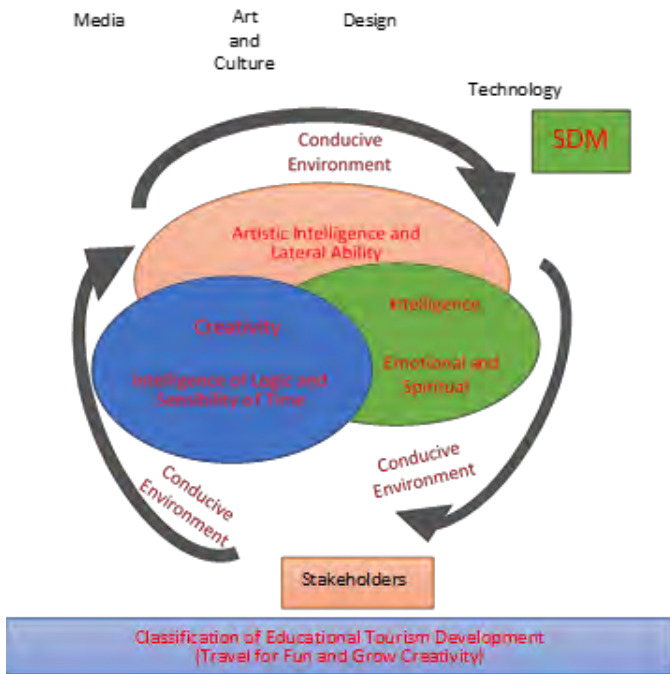 Media
Art
and
Culture
Design
Technology
SDM
Conducive
Environment
Artistic Intelligence and
Lateral Ability
Intelligence
Creativity
Emotional and
Spiritual
Intelligence of Logic and
Sensibility of Time
Conducive
Environment
Conducive
Environment
Stakeholders
Classification of Educational Tourism Development
(Travel for Fun and Grow Creativity)